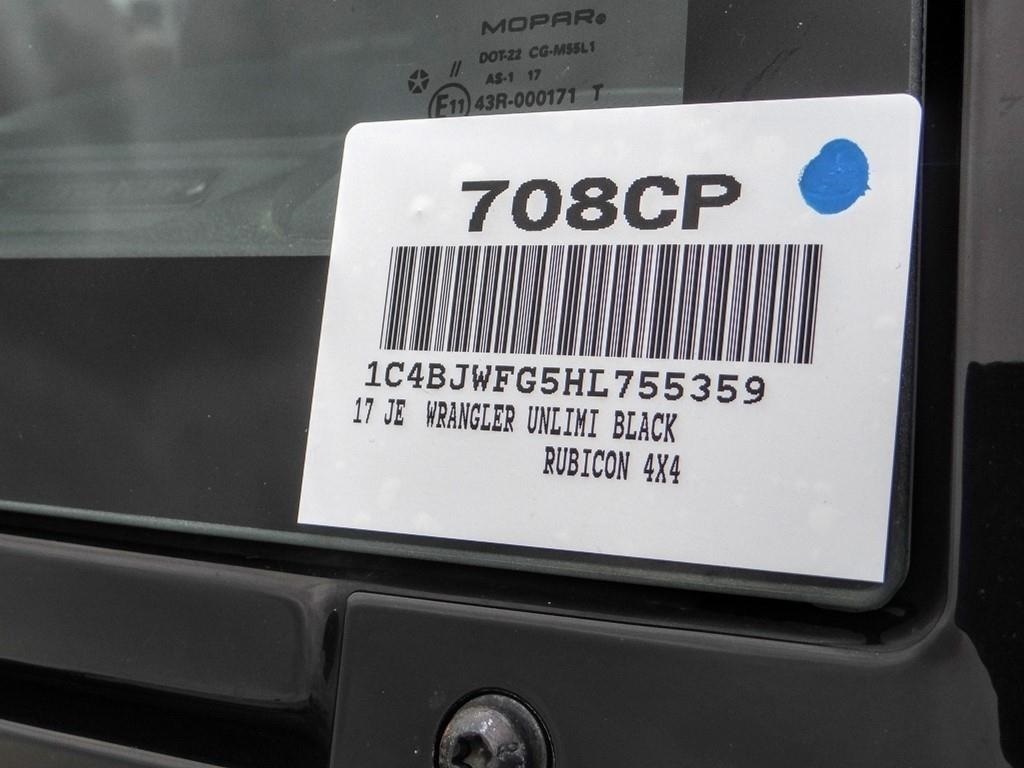 MOPAR®
DOT-22 CG-M55L1
// AS-1 17
E11 43R-000171 T
708CP
1C4BJWFG5HL755359
17 JE WRANGLER UNLIMI BLACK
RUBICON 4X4